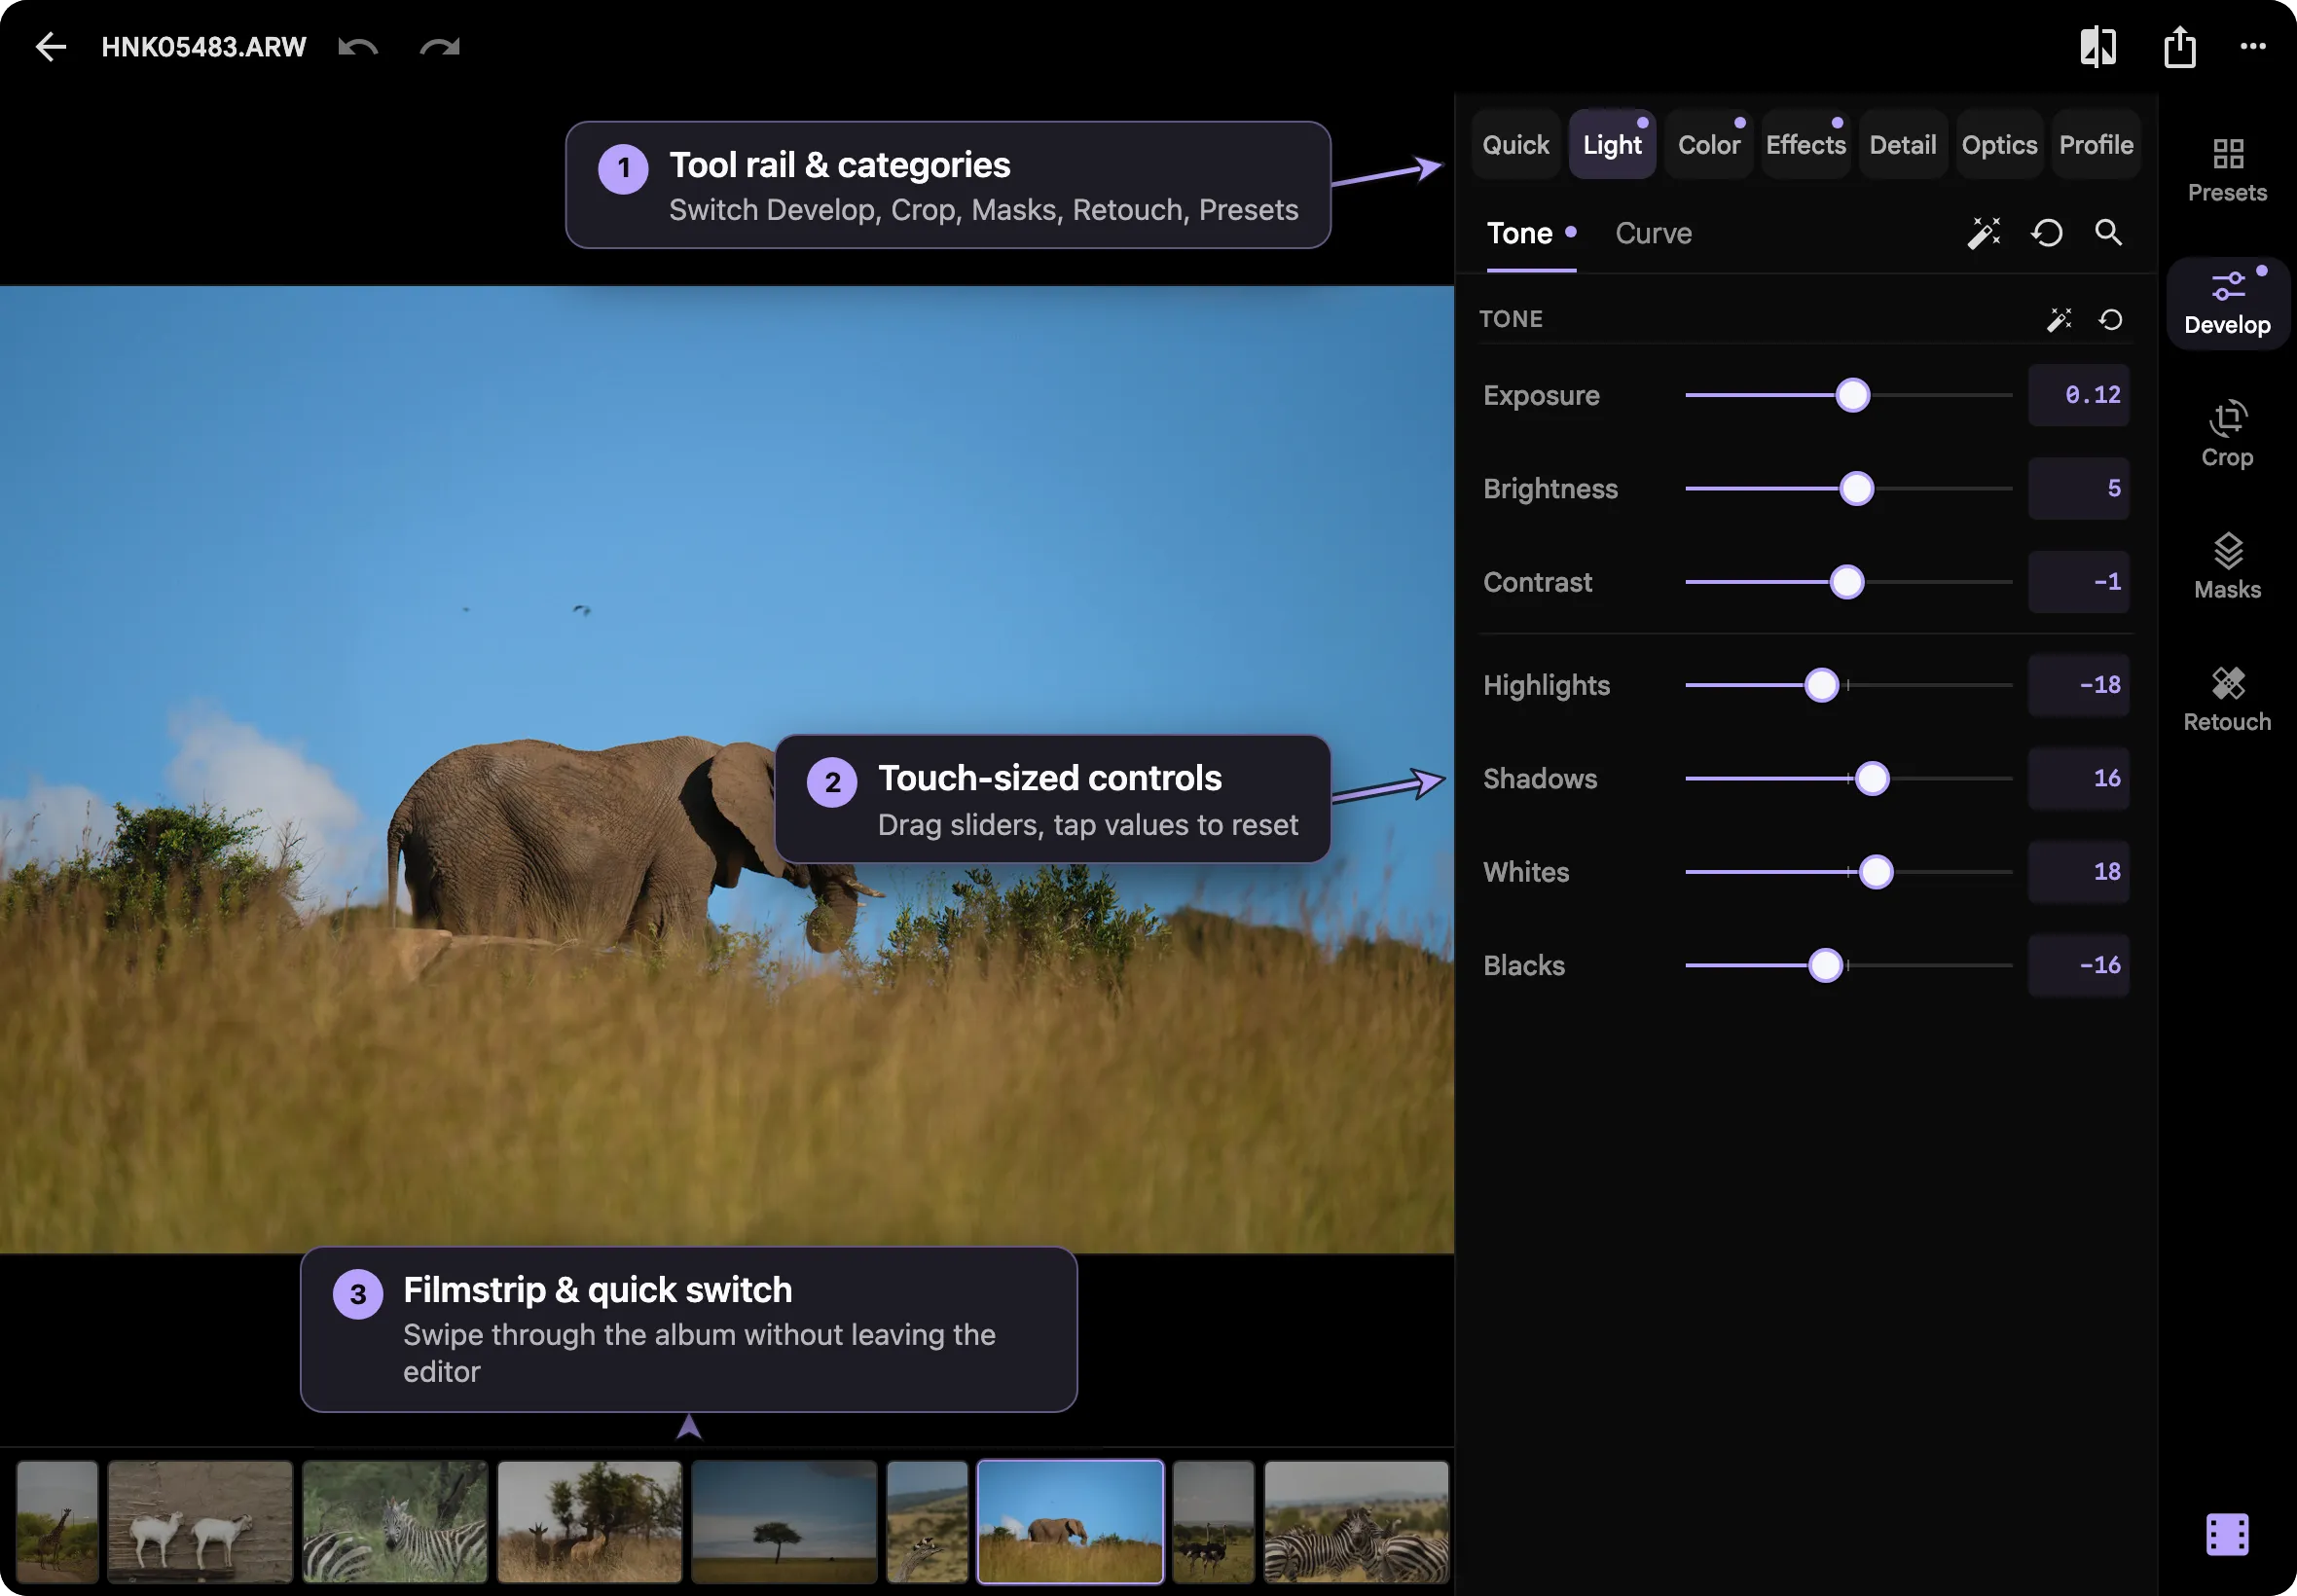 HNK05483.ARW
1
Tool rail & categories
Switch Develop, Crop, Masks, Retouch, Presets
Quick
Light
Color
Effects
Detail
Optics
Profile
Tone
Curve
TONE
Exposure
0.12
Brightness
5
Contrast
-1
Highlights
-18
Shadows
16
Whites
18
Blacks
-16
Presets
Develop
Crop
Masks
Retouch
2
Touch-sized controls
Drag sliders, tap values to reset
3
Filmstrip & quick switch
Swipe through the album without leaving the
editor